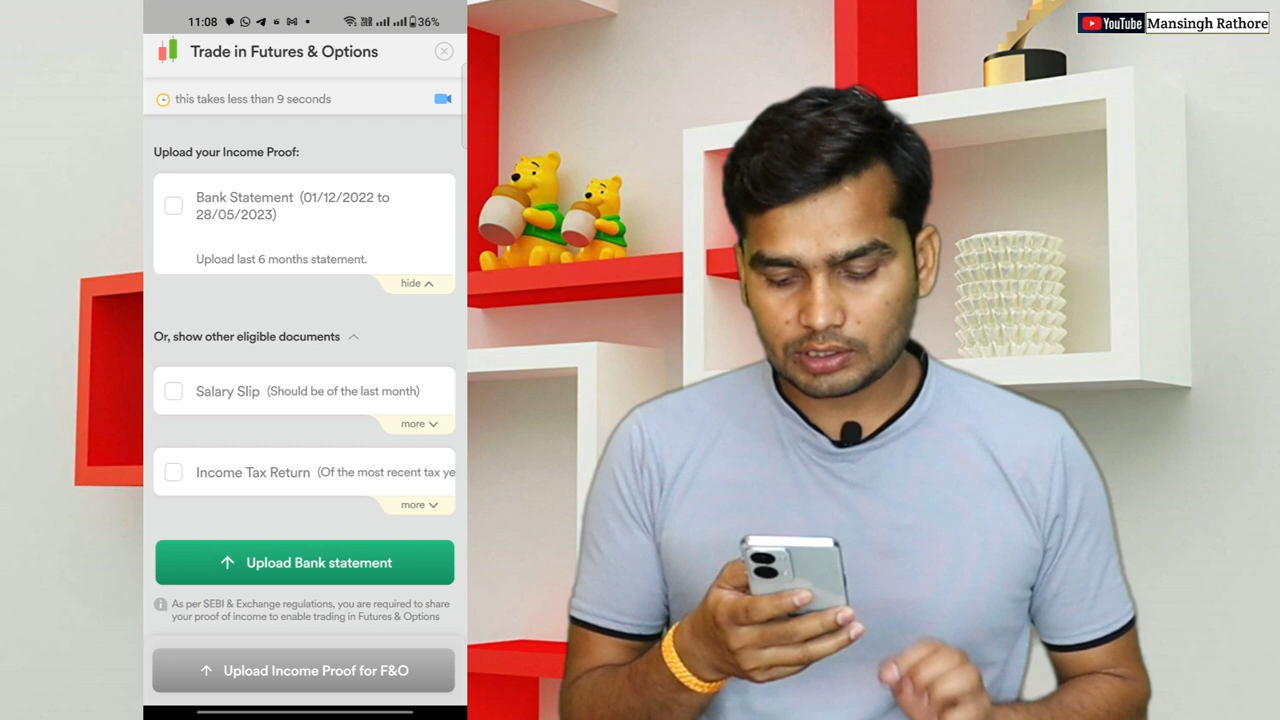 11:08
36%
YouTube Mansingh Rathore
Trade in Futures & Options
this takes less than 9 seconds
Upload your Income Proof:
Bank Statement (01/12/2022 to
28/05/2023)
Upload last 6 months statement.
hide
Or, show other eligible documents
Salary Slip (Should be of the last month)
more
Income Tax Return (Of the most recent tax ye
more
Upload Bank statement
As per SEBI & Exchange regulations, you are required to share
your proof of income to enable trading in Futures & Options
Upload Income Proof for F&O